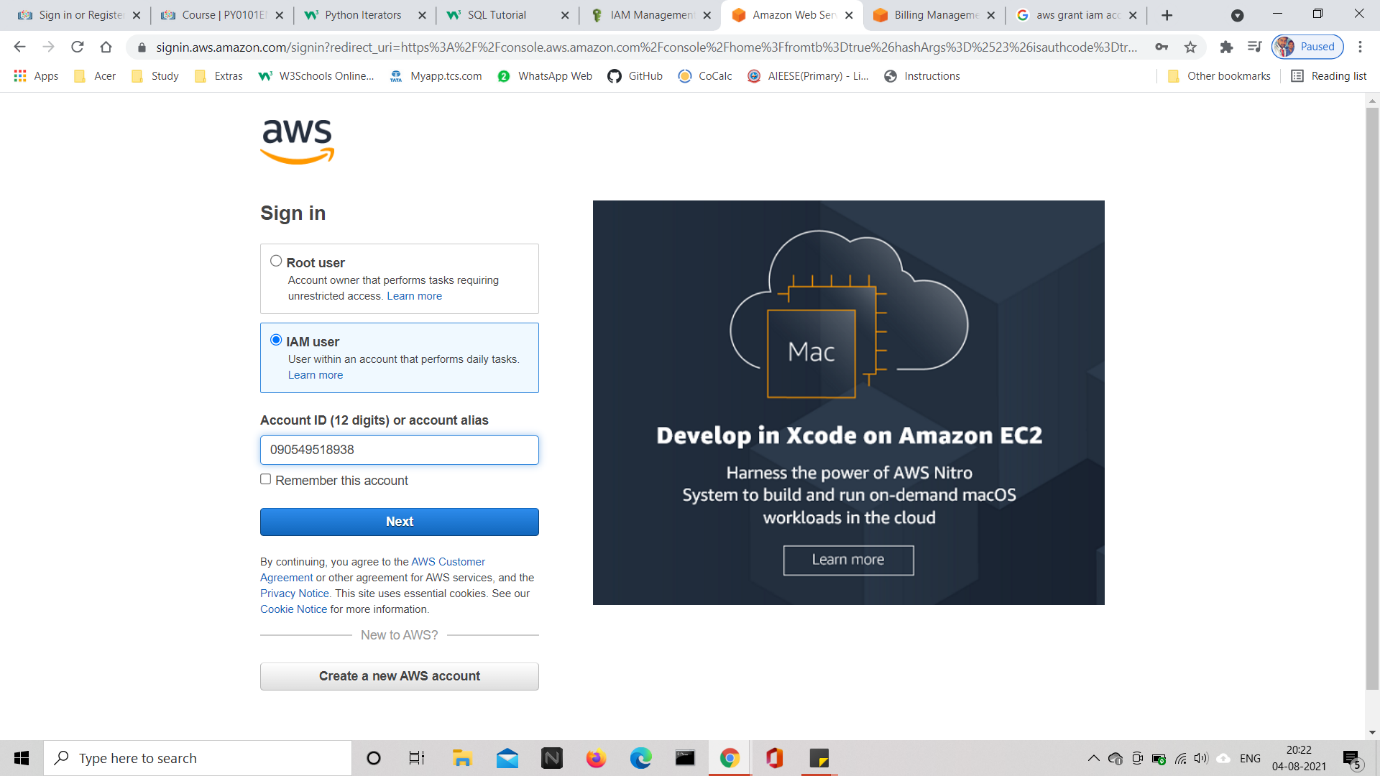 Sign in or Registe
Course | PY0101E
Python Iterators
SQL Tutorial
IAM Management
Amazon Web Ser
Billing Manageme
aws grant iam acc
signin.aws.amazon.com/signin?redirect_uri=https%3A%2F%2Fconsole.aws.amazon.com%2Fconsole%2Fhome%3Ffromtb%3Dtrue%26hashArgs%3D%2523%26isauthcode%3Dtr...
Paused
Apps
Acer
Study
Extras
W3Schools Online...
TATA
Myapp.tcs.com
WhatsApp Web
GitHub
CoCalc
AIEESE(Primary) - Li...
Instructions
Other bookmarks
Reading list
aws
Sign in
Root user
Account owner that performs tasks requiring
unrestricted access. Learn more
IAM user
User within an account that performs daily tasks.
Learn more
Account ID (12 digits) or account alias
090549518938
Remember this account
Next
By continuing, you agree to the AWS Customer
Agreement or other agreement for AWS services, and the
Privacy Notice. This site uses essential cookies. See our
Cookie Notice for more information.
New to AWS?
Create a new AWS account
Mac
Develop in Xcode on Amazon EC2
Harness the power of AWS Nitro
System to build and run on-demand macOS
workloads in the cloud
Learn more
Type here to search
N
ENG
20:22
04-08-2021
5